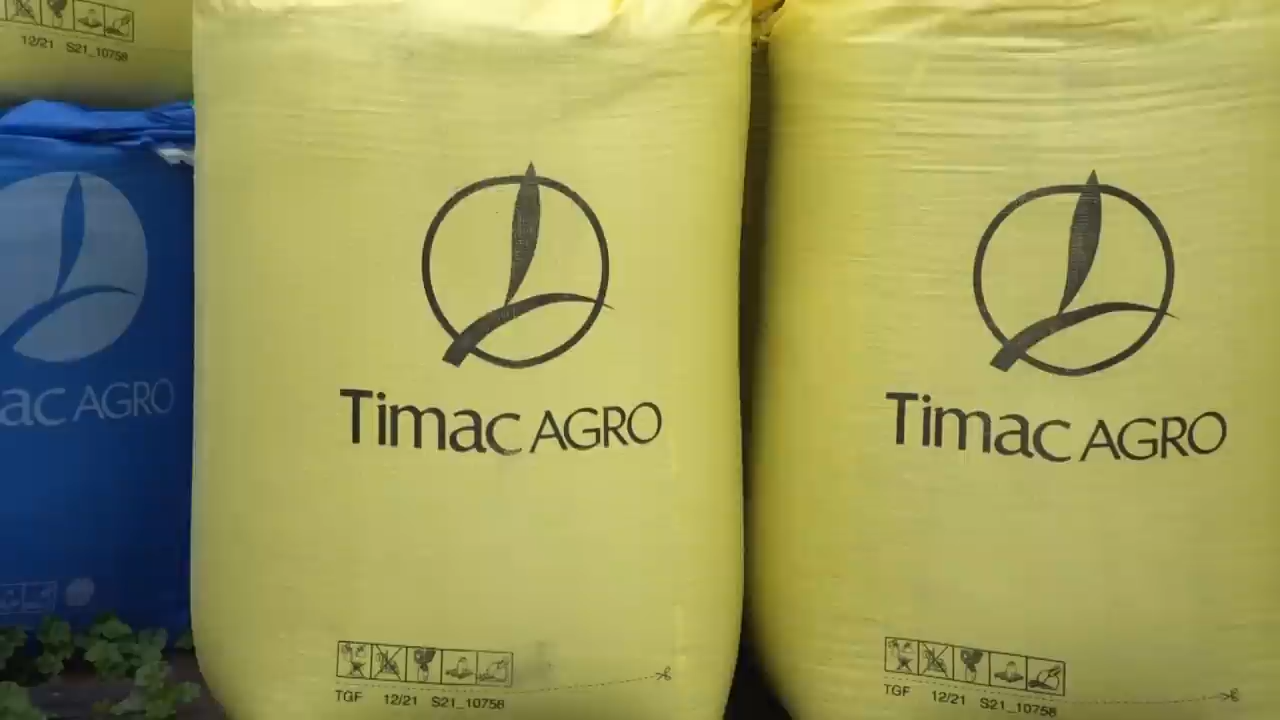 12/21 S21_10758
ac AGRO
Timac AGRO
TGF 12/21 S21_10758
Timac AGRO
TGF 12/21 S21_10758